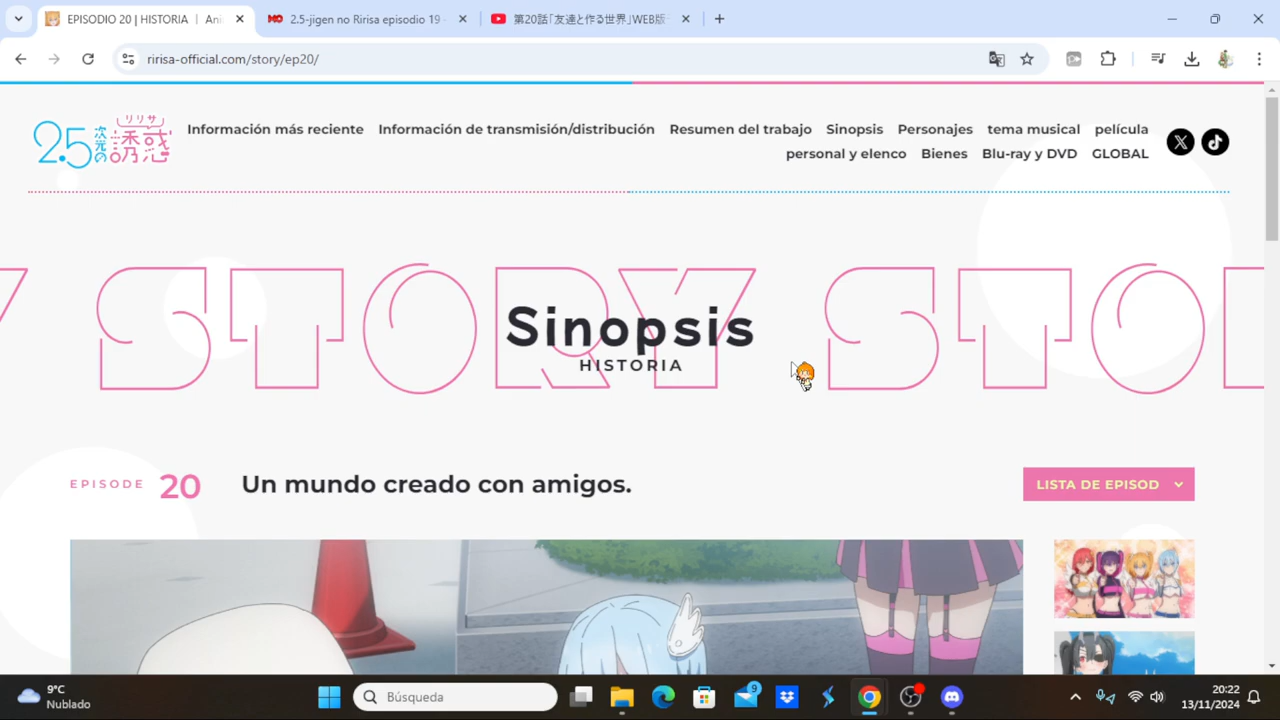 EPISODIO 20 | HISTORIA | Ani
2.5-jigen no Ririsa episodio 19
第20話「友達と作る世界」WEB版
ririsa-official.com/story/ep20/
2.5次元の誘惑
リリサ
Información más reciente Información de transmisión/distribución Resumen del trabajo Sinopsis Personajes tema musical película
personal y elenco Bienes Blu-ray y DVD GLOBAL
Y STORY STO
Sinopsis
HISTORIA
EPISODE 20 Un mundo creado con amigos.
LISTA DE EPISOD
9°C
Nublado
Búsqueda
9
20:22
13/11/2024